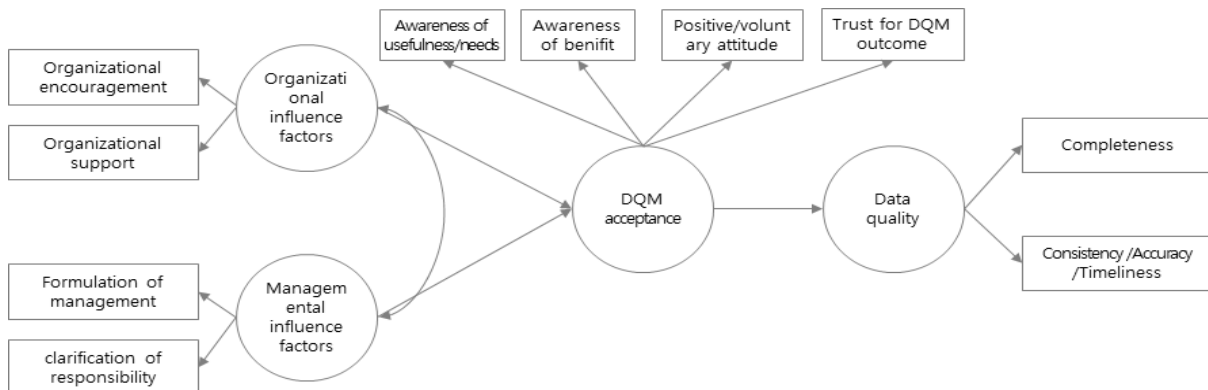 Awareness of
usefulness/needs
Awareness
of benifit
Positive/volunt
ary attitude
Trust for DQM
outcome
Organizational
encouragement
Organizati
onal
influence
factors
Organizational
support
Completeness
DQM
acceptance
Data
quality
Consistency /Accuracy
/Timeliness
Formulation of
management
Managem
ental
influence
factors
clarification of
responsibility